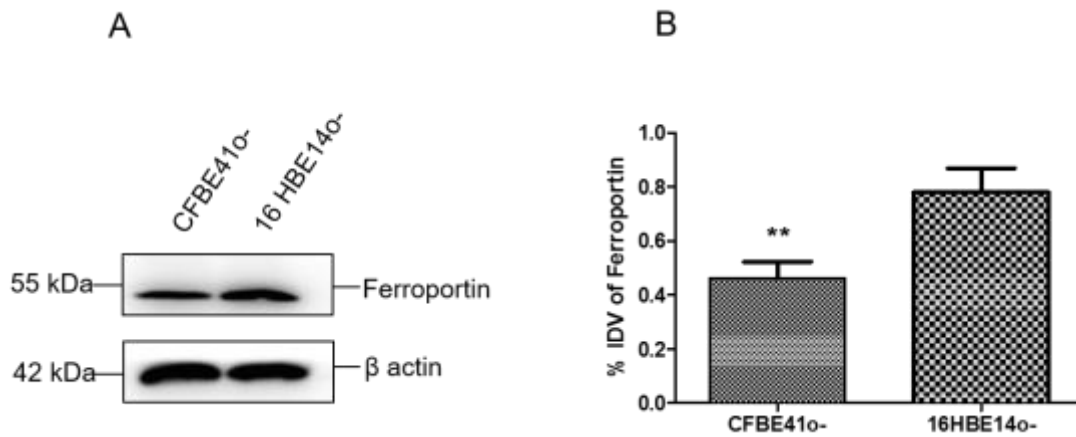 A
B
CFBE41o-
16 HBE14o-
55 kDa
Ferroportin
42 kDa
β actin
% IDV of Ferroportin
1.0
0.8
0.6
0.4
0.2
0.0
**
CFBE41o-
16HBE14o-